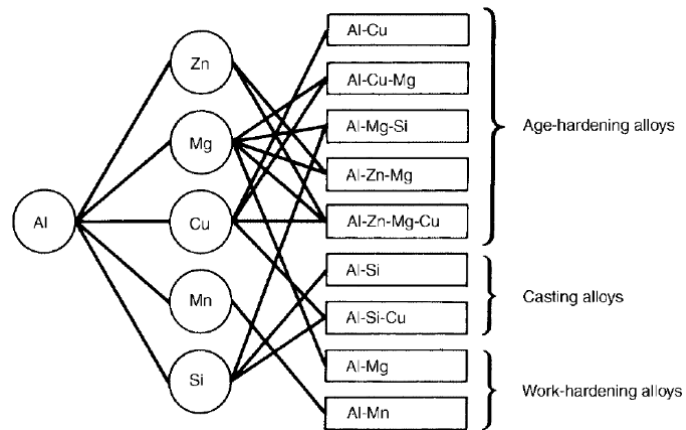 Al
Zn
Mg
Cu
Mn
Si
Al-Cu
Al-Cu-Mg
Al-Mg-Si
Al-Zn-Mg
Al-Zn-Mg-Cu
Al-Si
Al-Si-Cu
Al-Mg
Al-Mn
Age-hardening alloys
Casting alloys
Work-hardening alloys